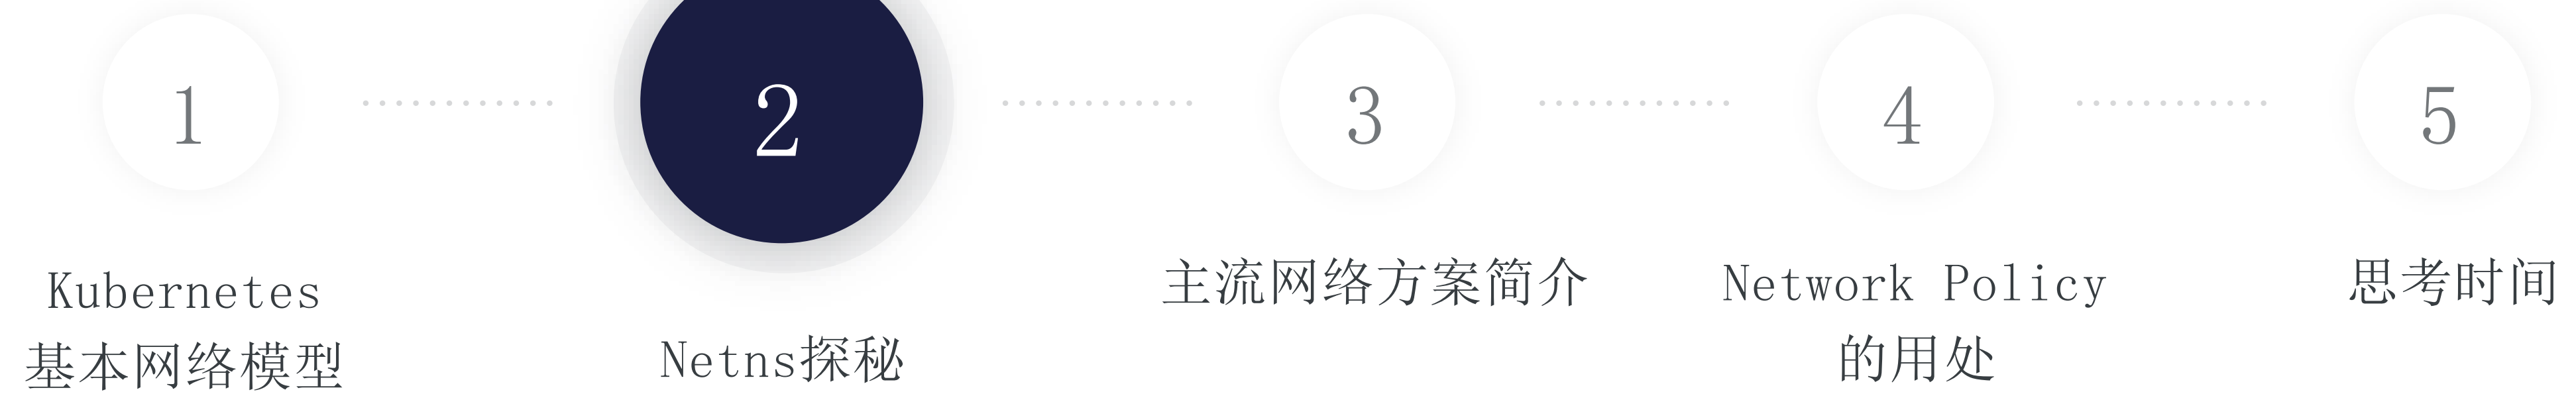 1
2
3
4
5
Kubernetes
基本网络模型
Netns探秘
主流网络方案简介
Network Policy
的用处
思考时间